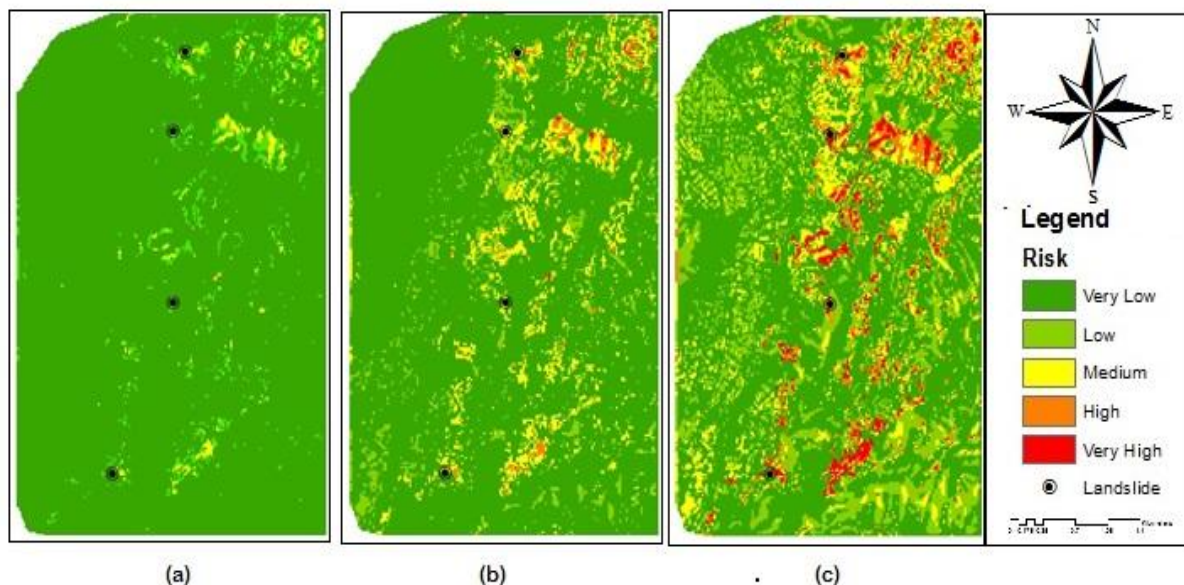 N
W
E
S
Legend
Risk
Very Low
Low
Medium
High
Very High
Landslide
(a)
(b)
(c)